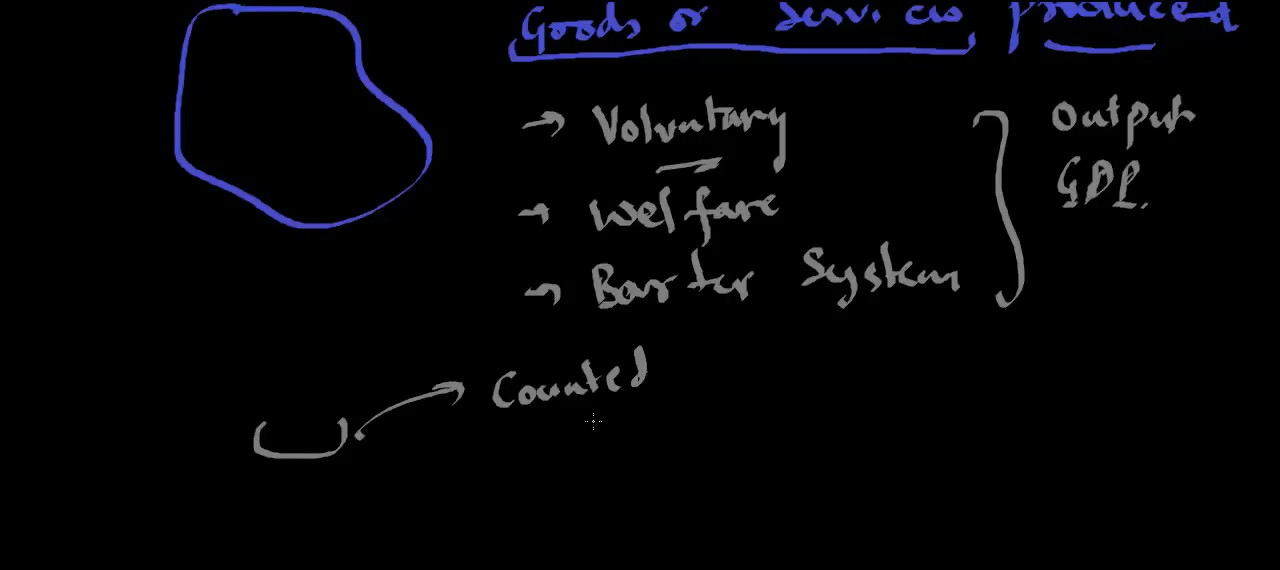 Goods or Services produced
→ Voluntary
→ Welfare
→ Barter System
Output
GDP.
Counted